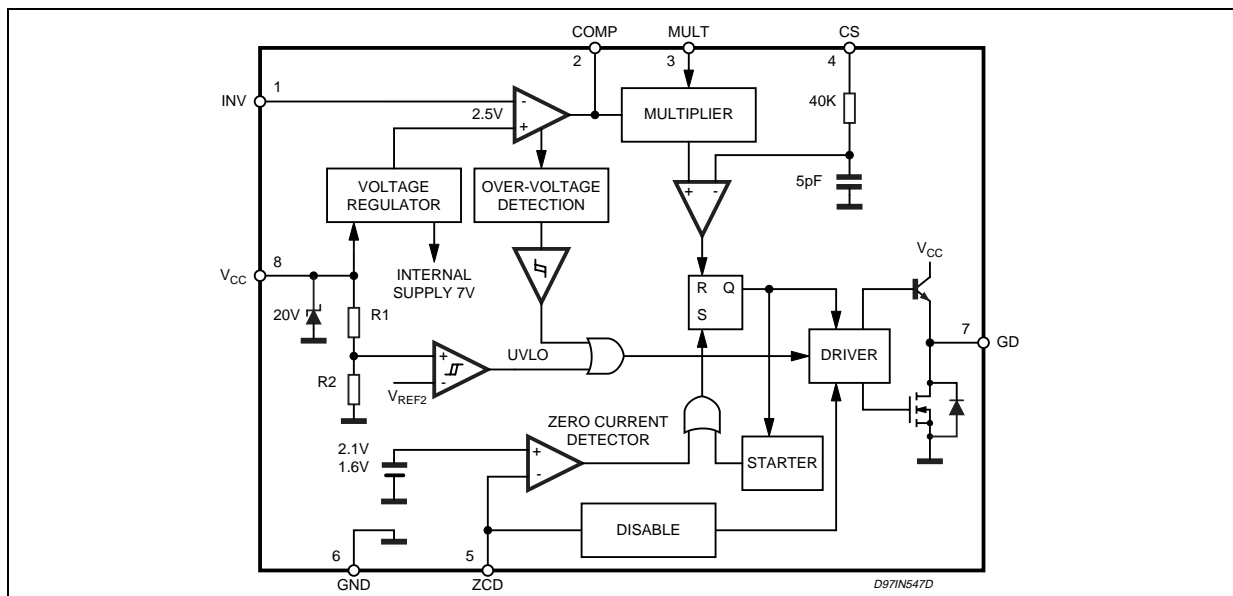 COMP MULT CS
2 3 4
1
INV
2.5V
-
+
MULTIPLIER
40K
5pF
VOLTAGE
REGULATOR
OVER-VOLTAGE
DETECTION
+ -
8
VCC
INTERNAL
SUPPLY 7V
20V
R1
R Q
S
VCC
7
GD
DRIVER
R2
+
-
UVLO
VREF2
ZERO CURRENT
DETECTOR
2.1V
1.6V
+
-
STARTER
DISABLE
6
GND
5
ZCD
D97IN547D